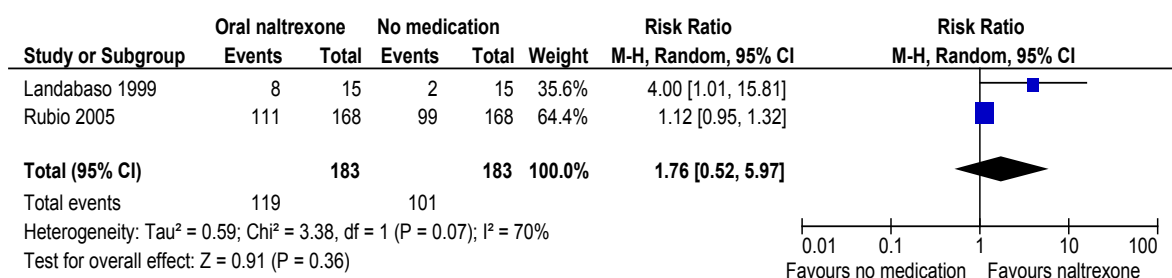 Oral naltrexone No medication Risk Ratio Risk Ratio
Study or Subgroup Events Total Events Total Weight M-H, Random, 95% CI M-H, Random, 95% CI
Landabaso 1999 8 15 2 15 35.6% 4.00 [1.01, 15.81]
Rubio 2005 111 168 99 168 64.4% 1.12 [0.95, 1.32]
Total (95% CI) 183 183 100.0% 1.76 [0.52, 5.97]
Total events 119 101
Heterogeneity: Tau² = 0.59; Chi² = 3.38, df = 1 (P = 0.07); I² = 70%
Test for overall effect: Z = 0.91 (P = 0.36)
0.01 0.1 1 10 100
Favours no medication Favours naltrexone